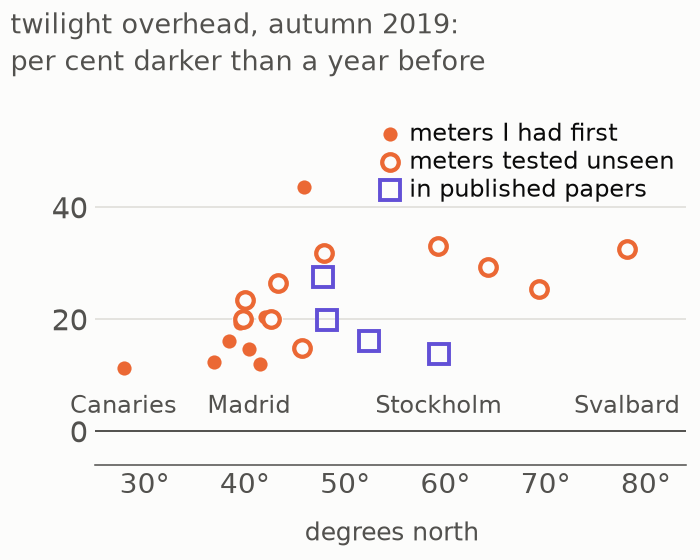 twilight overhead, autumn 2019:
per cent darker than a year before
meters I had first
meters tested unseen
in published papers
40
20
Canaries Madrid Stockholm Svalbard
0
30° 40° 50° 60° 70° 80°
degrees north